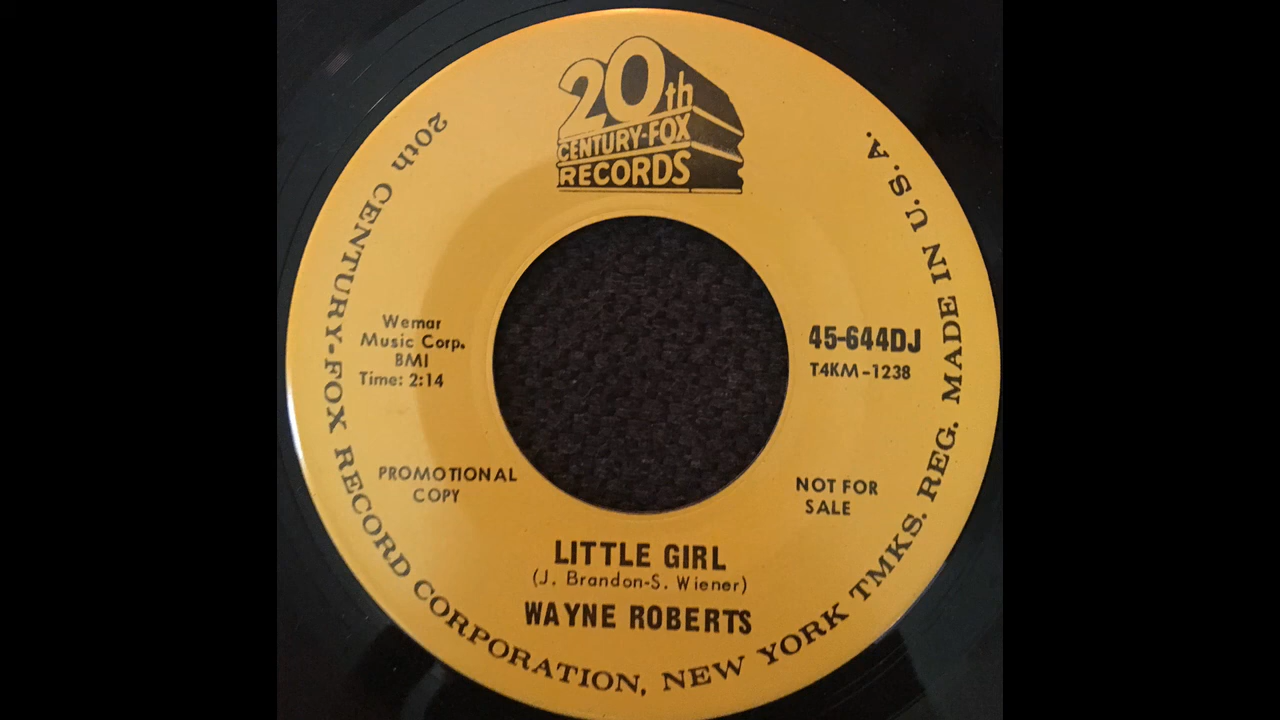 20th
CENTURY-FOX
RECORDS
Wemar
Music Corp.
BMI
Time: 2:14
45-644DJ
T4KM-1238
PROMOTIONAL
COPY
NOT FOR
SALE
LITTLE GIRL
(J. Brandon-S. Wiener)
WAYNE ROBERTS
20th CENTURY-FOX RECORD CORPORATION, NEW YORK TMKS. REG. MADE IN U.S.A.